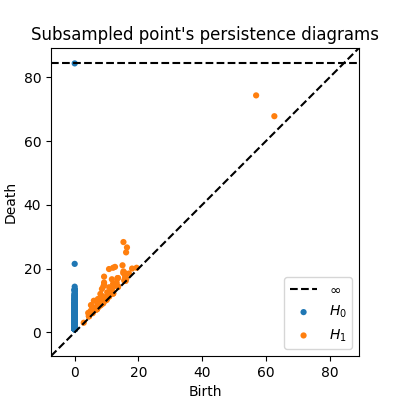 Subsampled point's persistence diagrams
Death
80
60
40
20
0
0 20 40 60 80
Birth
∞
H₀
H₁